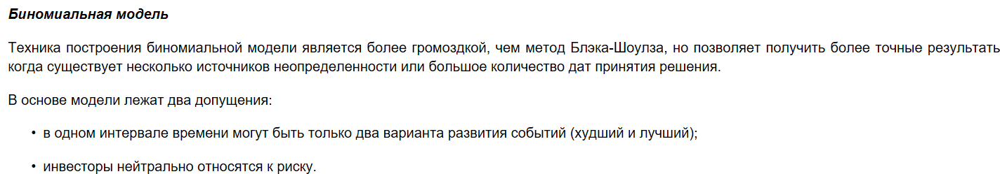 Биномиальная модель
Техника построения биномиальной модели является более громоздкой, чем метод Блэка-Шоулза, но позволяет получить более точные результать
когда существует несколько источников неопределенности или большое количество дат принятия решения.
В основе модели лежат два допущения:
• в одном интервале времени могут быть только два варианта развития событий (худший и лучший);
• инвесторы нейтрально относятся к риску.